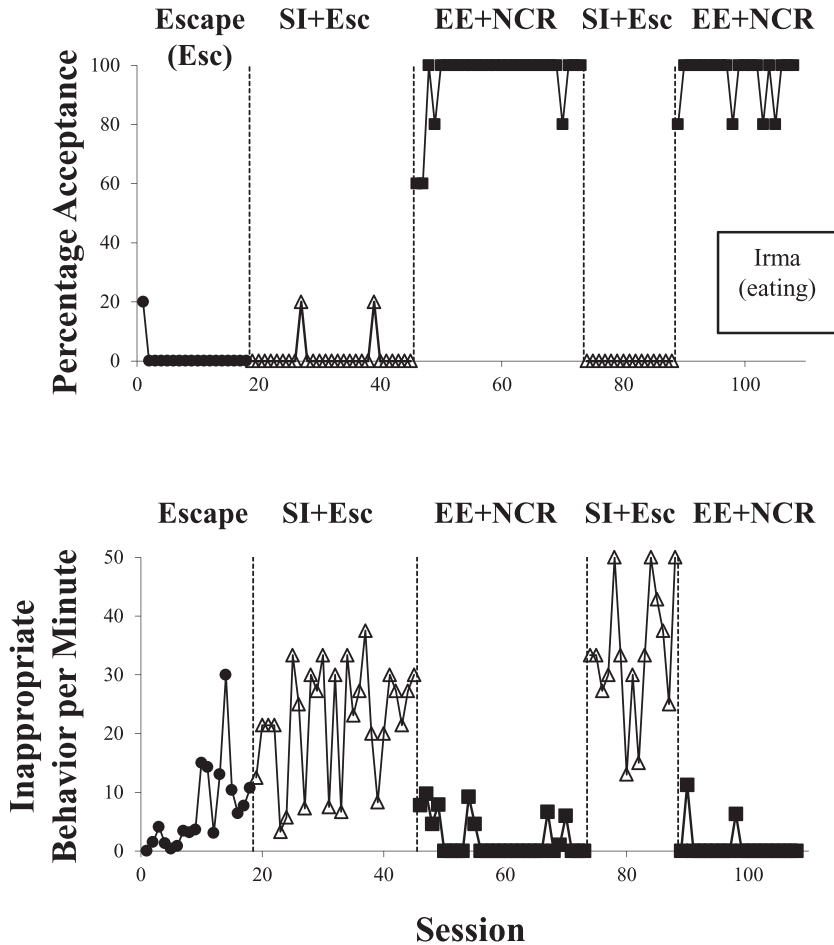 Escape SI+Esc EE+NCR SI+Esc EE+NCR
(Esc)
Percentage Acceptance
100
80
60
40
20
0
0 20 40 60 80 100
Irma
(eating)
Escape SI+Esc EE+NCR SI+Esc EE+NCR
Inappropriate
Behavior per Minute
50
40
30
20
10
0
0 20 40 60 80 100
Session